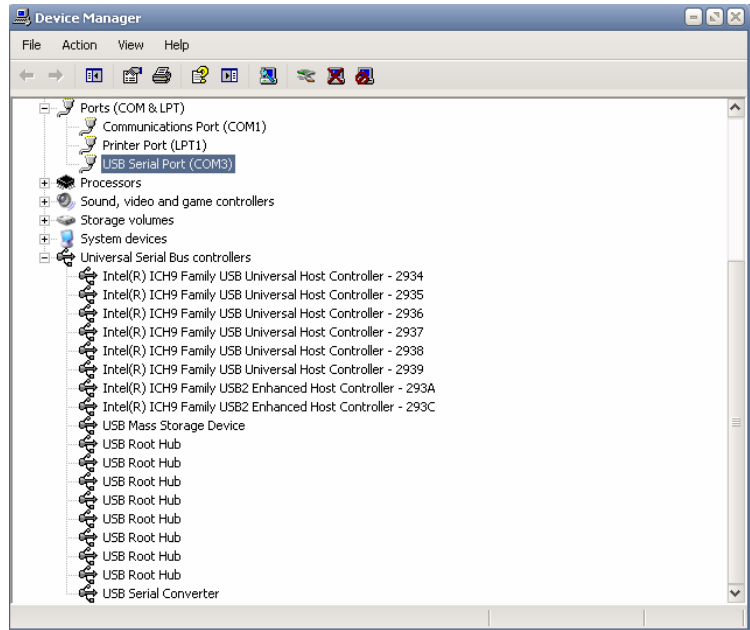 Device Manager
File Action View Help
Ports (COM & LPT)
Communications Port (COM1)
Printer Port (LPT1)
USB Serial Port (COM3)
Processors
Sound, video and game controllers
Storage volumes
System devices
Universal Serial Bus controllers
Intel(R) ICH9 Family USB Universal Host Controller - 2934
Intel(R) ICH9 Family USB Universal Host Controller - 2935
Intel(R) ICH9 Family USB Universal Host Controller - 2936
Intel(R) ICH9 Family USB Universal Host Controller - 2937
Intel(R) ICH9 Family USB Universal Host Controller - 2938
Intel(R) ICH9 Family USB Universal Host Controller - 2939
Intel(R) ICH9 Family USB2 Enhanced Host Controller - 293A
Intel(R) ICH9 Family USB2 Enhanced Host Controller - 293C
USB Mass Storage Device
USB Root Hub
USB Root Hub
USB Root Hub
USB Root Hub
USB Root Hub
USB Root Hub
USB Root Hub
USB Root Hub
USB Serial Converter